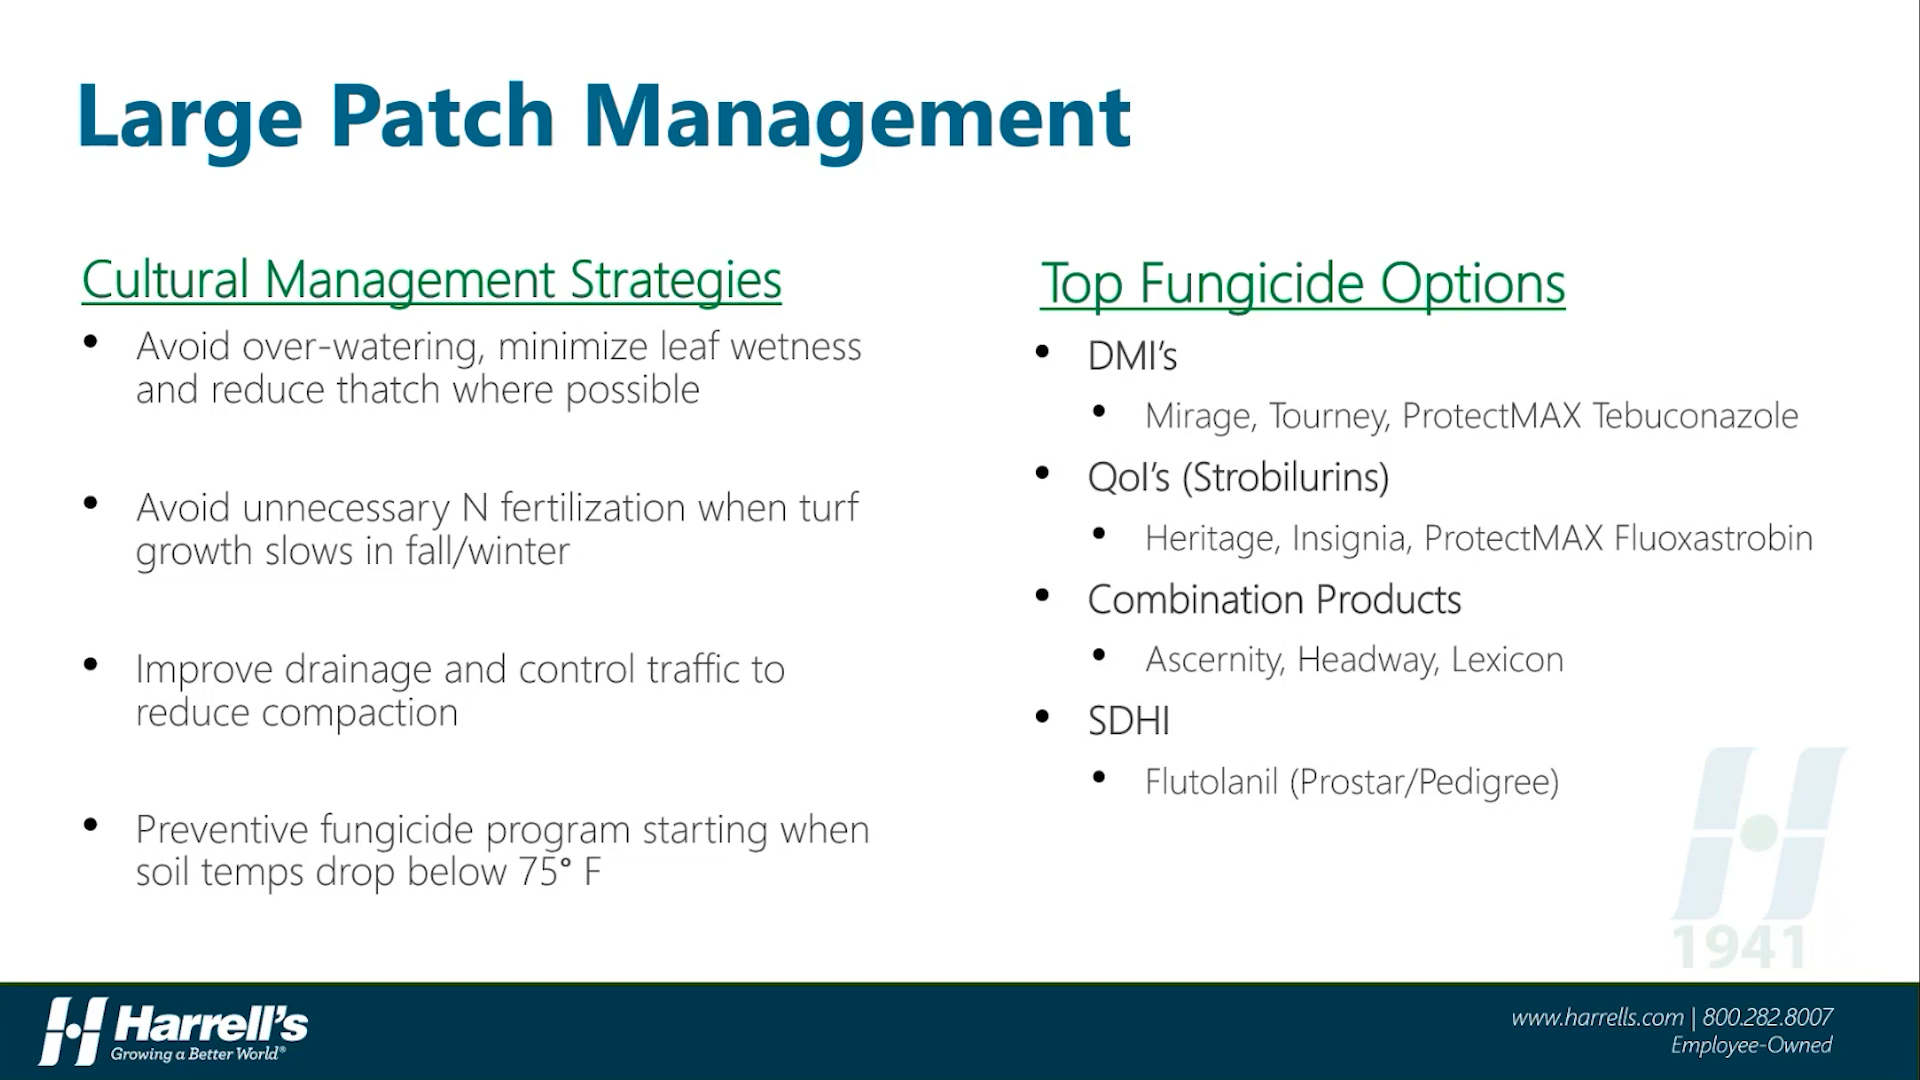 Large Patch Management
Cultural Management Strategies
• Avoid over-watering, minimize leaf wetness
and reduce thatch where possible
• Avoid unnecessary N fertilization when turf
growth slows in fall/winter
• Improve drainage and control traffic to
reduce compaction
• Preventive fungicide program starting when
soil temps drop below 75° F
Top Fungicide Options
• DMI’s
• Mirage, Tourney, ProtectMAX Tebuconazole
• QoI’s (Strobilurins)
• Heritage, Insignia, ProtectMAX Fluoxastrobin
• Combination Products
• Ascernity, Headway, Lexicon
• SDHI
• Flutolanil (Prostar/Pedigree)
1941
Harrell’s
Growing a Better World®
www.harrells.com | 800.282.8007
Employee-Owned